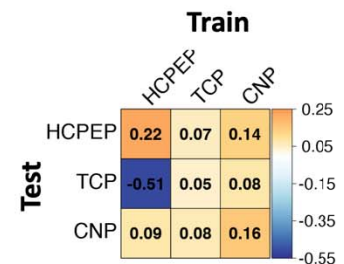 Train
HCPEP TCP CNP
HCPEP 0.22 0.07 0.14
TCP -0.51 0.05 0.08
CNP 0.09 0.08 0.16
Test
0.25
0.05
-0.15
-0.35
-0.55